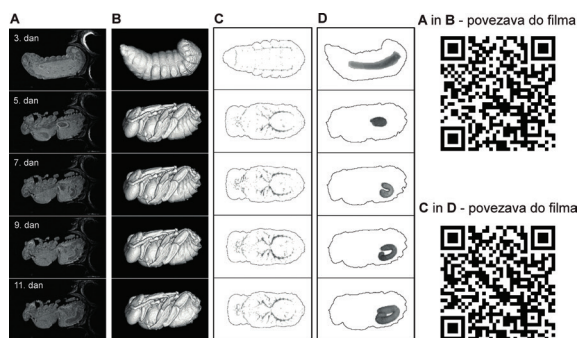 A
B
C
D
3. dan
5. dan
7. dan
9. dan
11. dan
A in B - povezava do filma
C in D - povezava do filma